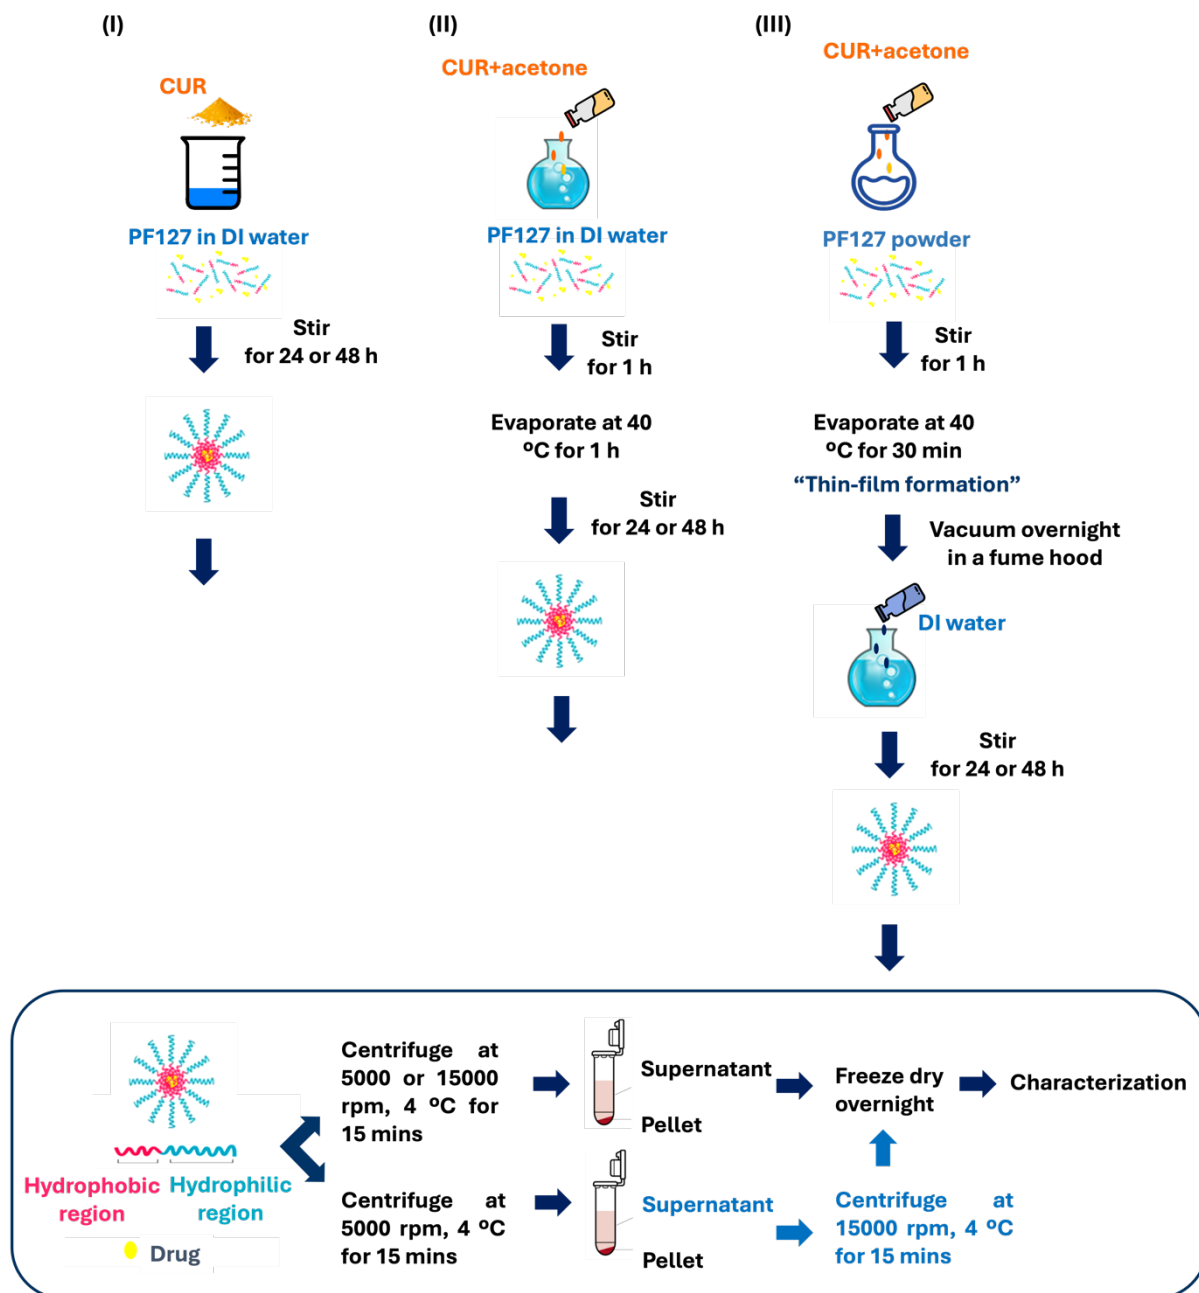 (I)
CUR
PF127 in DI water
Stir
for 24 or 48 h
(II)
CUR+acetone
PF127 in DI water
Stir
for 1 h
Evaporate at 40
ºC for 1 h
Stir
for 24 or 48 h
(III)
CUR+acetone
PF127 powder
Stir
for 1 h
Evaporate at 40
ºC for 30 min
“Thin-film formation”
Vacuum overnight
in a fume hood
DI water
Stir
for 24 or 48 h
Hydrophobic
region
Hydrophilic
region
Drug
Centrifuge at
5000 or 15000
rpm, 4 ºC for
15 mins
Supernatant
Pellet
Freeze dry
overnight
Characterization
Centrifuge at
5000 rpm, 4 ºC
for 15 mins
Supernatant
Pellet
Centrifuge at
15000 rpm, 4 ºC
for 15 mins